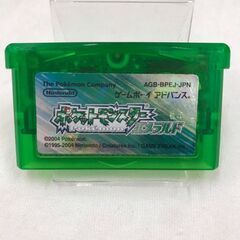 The Pokémon Company
AGB-BPEJ-JPN
Nintendo
ゲームボーイ アドバンス
ポケットモンスター
エメラルド
©2004 Pokémon
©1995-2004 Nintendo/Creatures Inc./GAME FREAK inc.